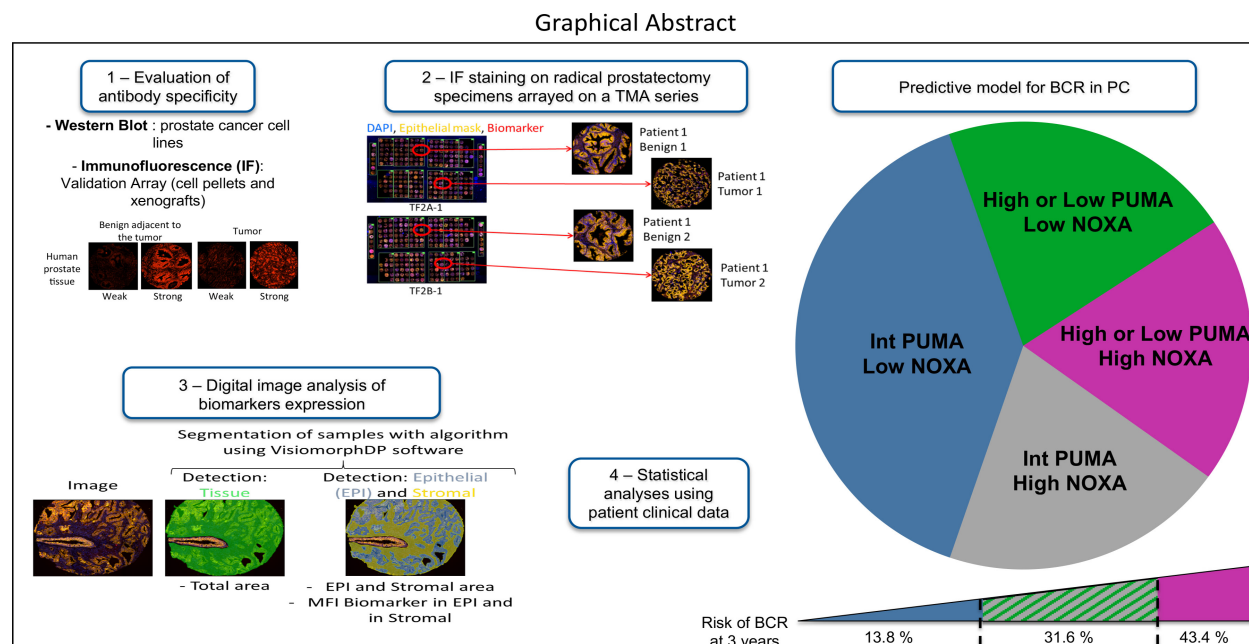 Graphical Abstract
1 – Evaluation of
antibody specificity
- Western Blot : prostate cancer cell
lines
- Immunofluorescence (IF):
Validation Array (cell pellets and
xenografts)
Benign adjacent to
the tumor
Tumor
Human
prostate
tissue
Weak
Strong
Weak
Strong
2 – IF staining on radical prostatectomy
specimens arrayed on a TMA series
DAPI, Epithelial mask, Biomarker
TF2A-1
Patient 1
Benign 1
Patient 1
Tumor 1
TF2B-1
Patient 1
Benign 2
Patient 1
Tumor 2
3 – Digital image analysis of
biomarkers expression
Segmentation of samples with algorithm
using VisiomorphDP software
Image
Detection:
Tissue
Detection: Epithelial
(EPI) and Stromal
- Total area
- EPI and Stromal area
- MFI Biomarker in EPI and
in Stromal
4 – Statistical
analyses using
patient clinical data
Predictive model for BCR in PC
High or Low PUMA
Low NOXA
High or Low PUMA
High NOXA
Int PUMA
Low NOXA
Int PUMA
High NOXA
Risk of BCR
at 3 years
13.8 %
31.6 %
43.4 %